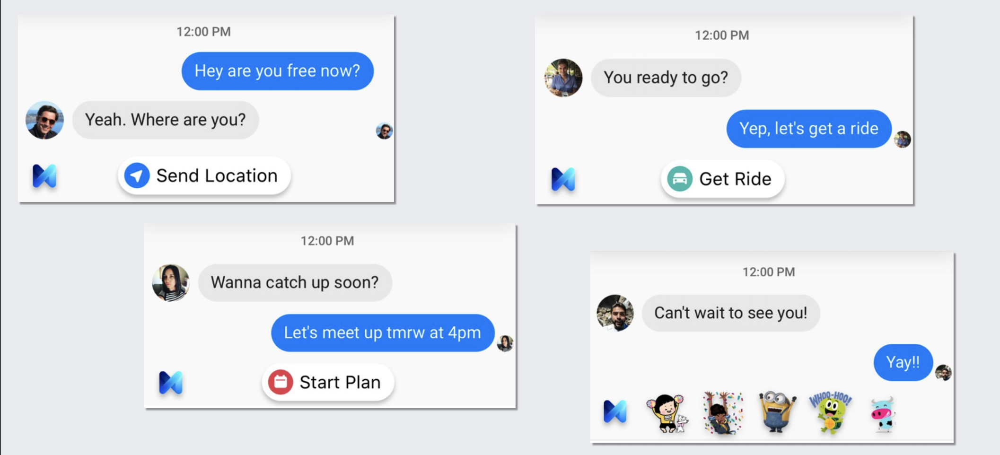 12:00 PM
Hey are you free now?
Yeah. Where are you?
Send Location
12:00 PM
You ready to go?
Yep, let's get a ride
Get Ride
12:00 PM
Wanna catch up soon?
Let's meet up tmrw at 4pm
Start Plan
12:00 PM
Can't wait to see you!
Yay!!
WHOO-HOO!